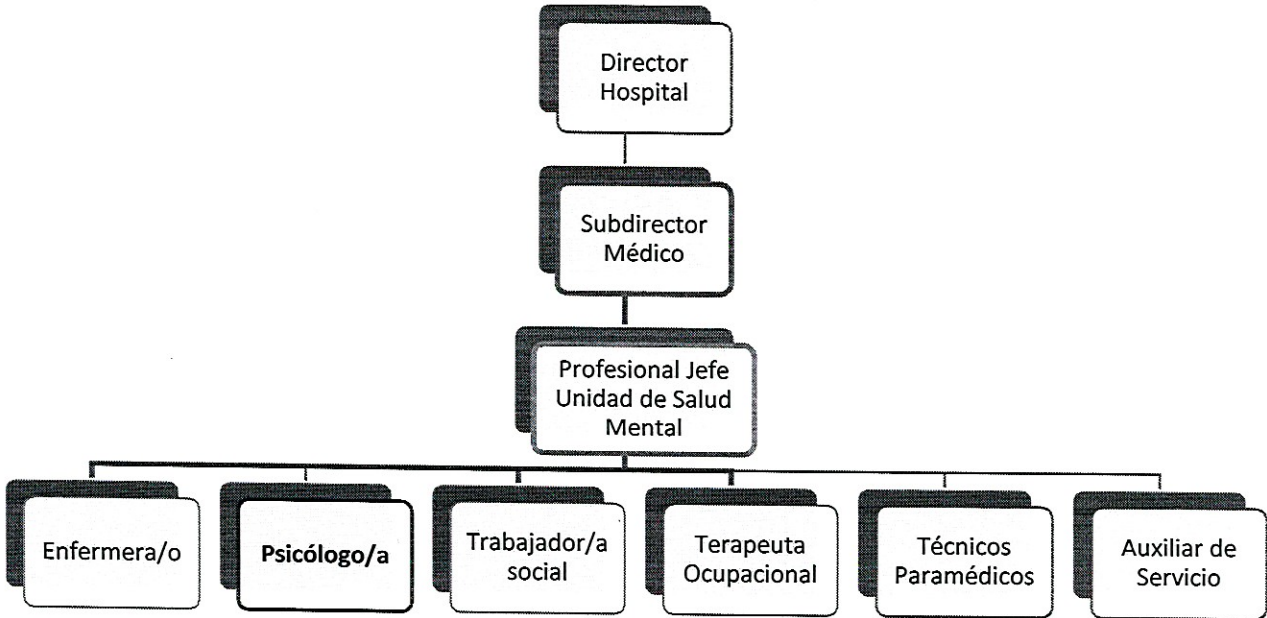 Director
Hospital
Subdirector
Médico
Profesional Jefe
Unidad de Salud
Mental
Enfermera/o
Psicólogo/a
Trabajador/a
social
Terapeuta
Ocupacional
Técnicos
Paramédicos
Auxiliar de
Servicio